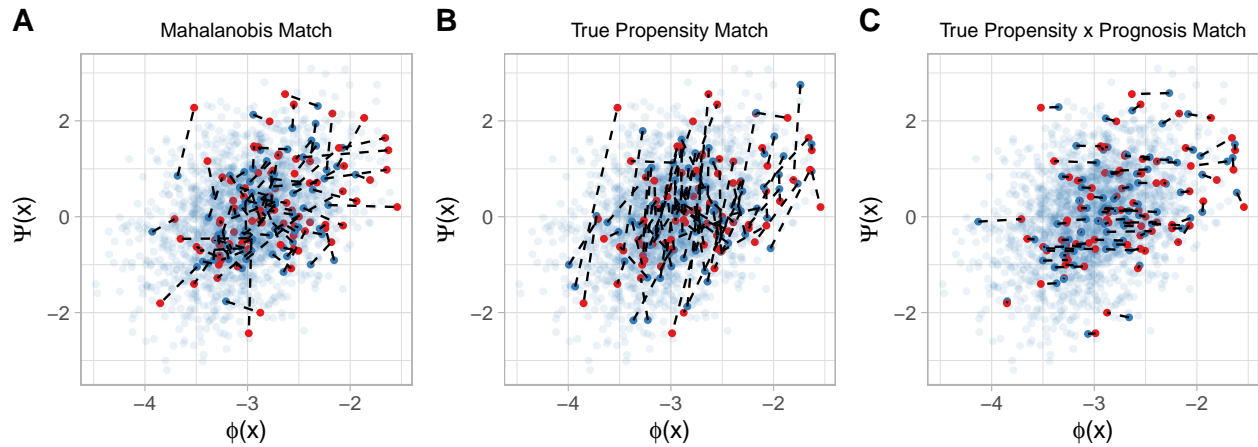 A Mahalanobis Match
B True Propensity Match
C True Propensity x Prognosis Match
Ψ(x)
2
0
−2
−4 −3 −2
ϕ(x)
Ψ(x)
2
0
−2
−4 −3 −2
ϕ(x)
Ψ(x)
2
0
−2
−4 −3 −2
ϕ(x)